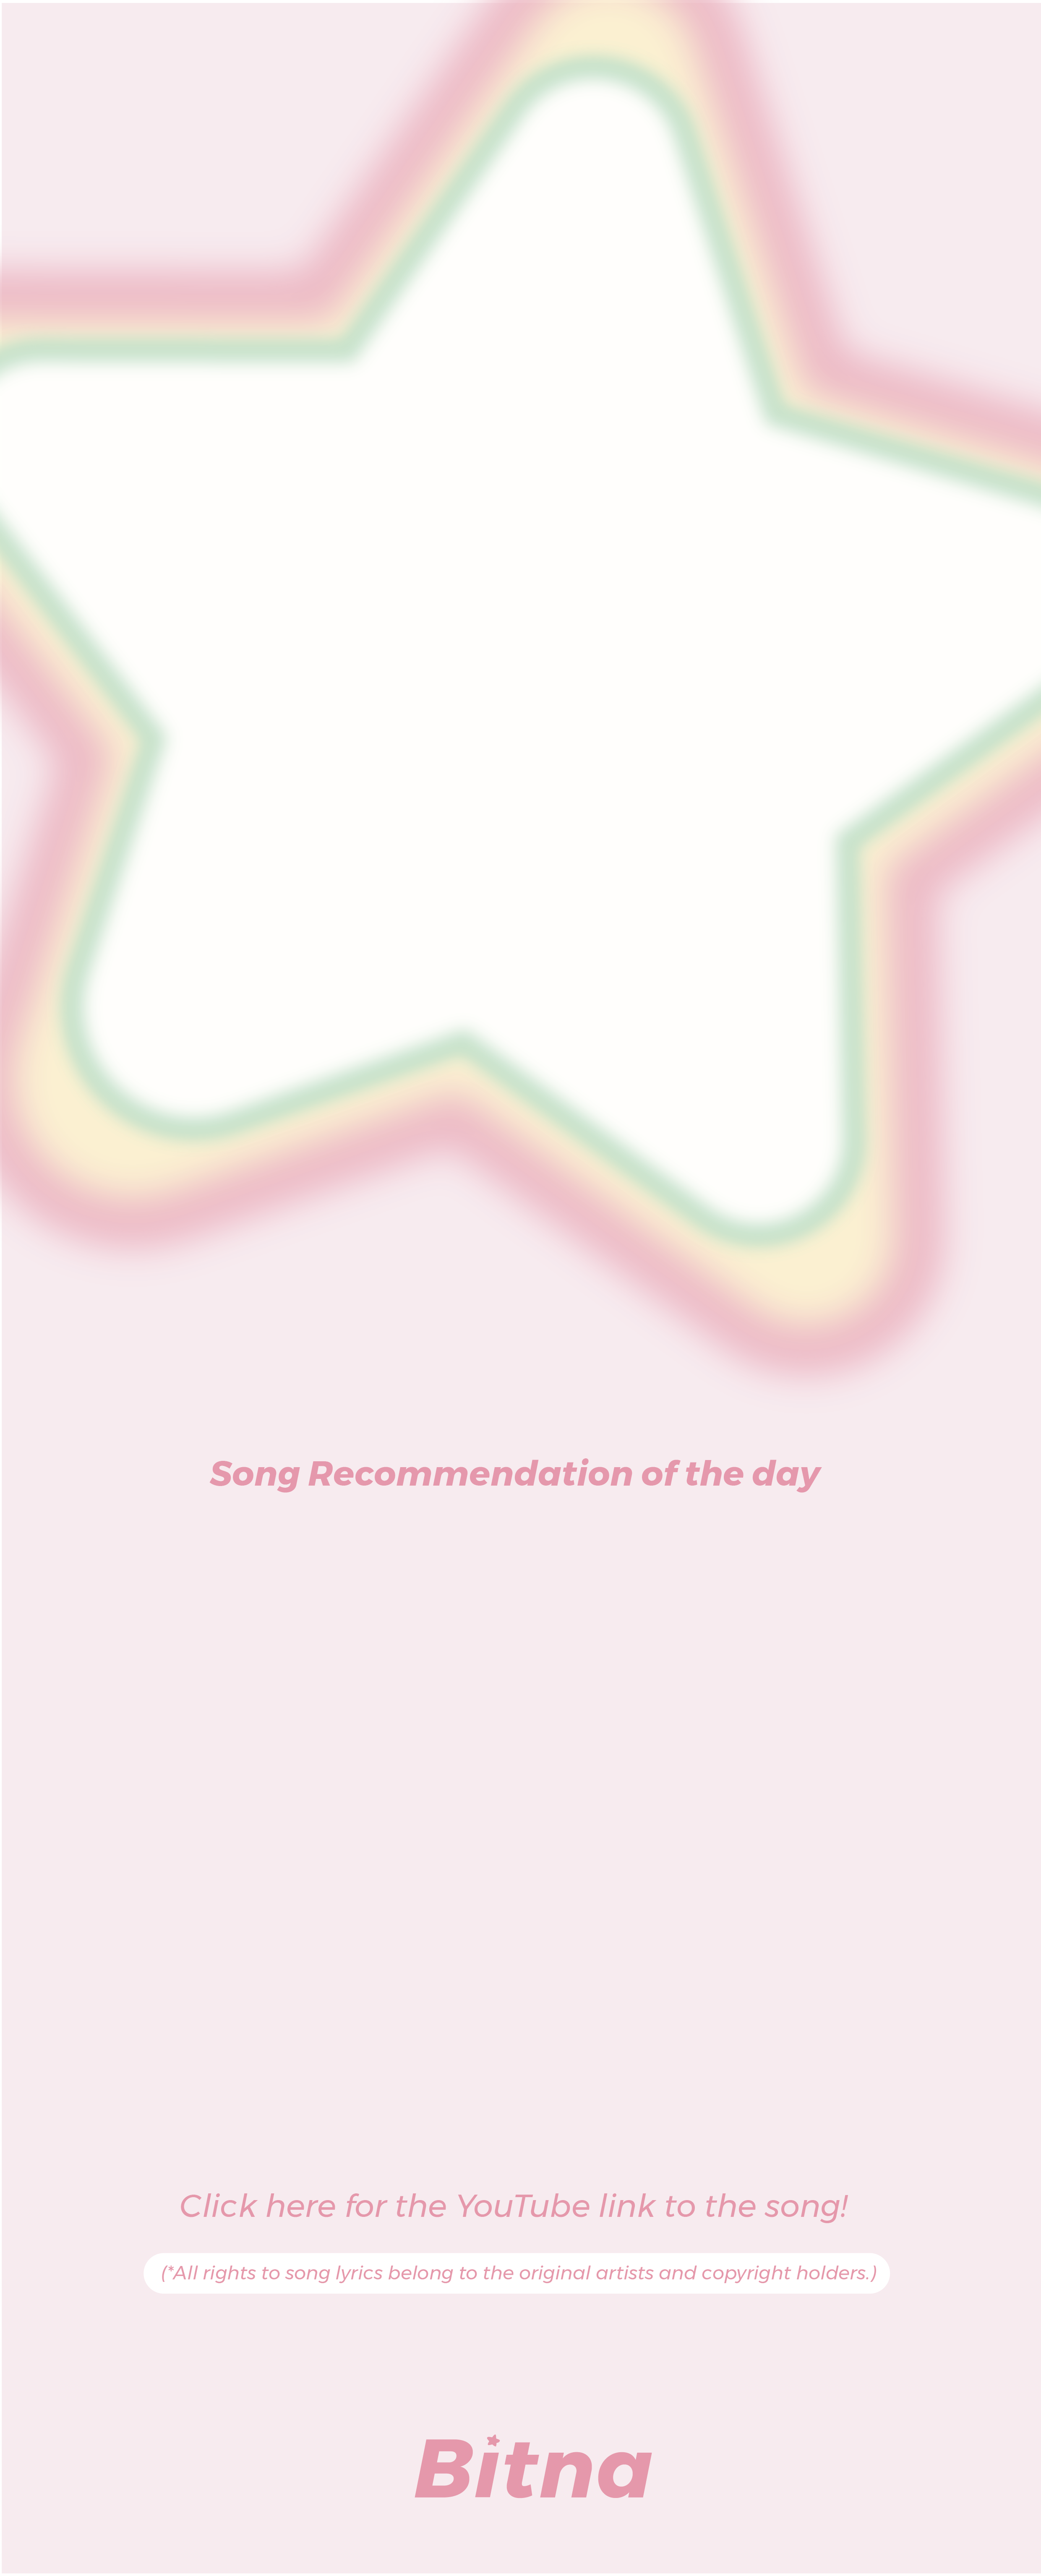 Song Recommendation of the day
Click here for the YouTube link to the song!
(*All rights to song lyrics belong to the original artists and copyright holders.)
Bitna